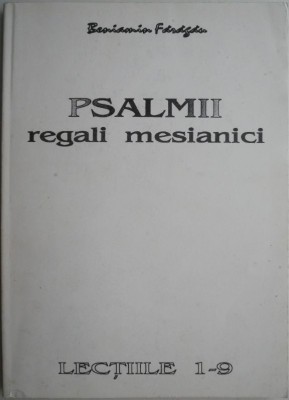 Beniamin Fărăgău
PSALMII
regali mesianici
LECȚIILE 1-9